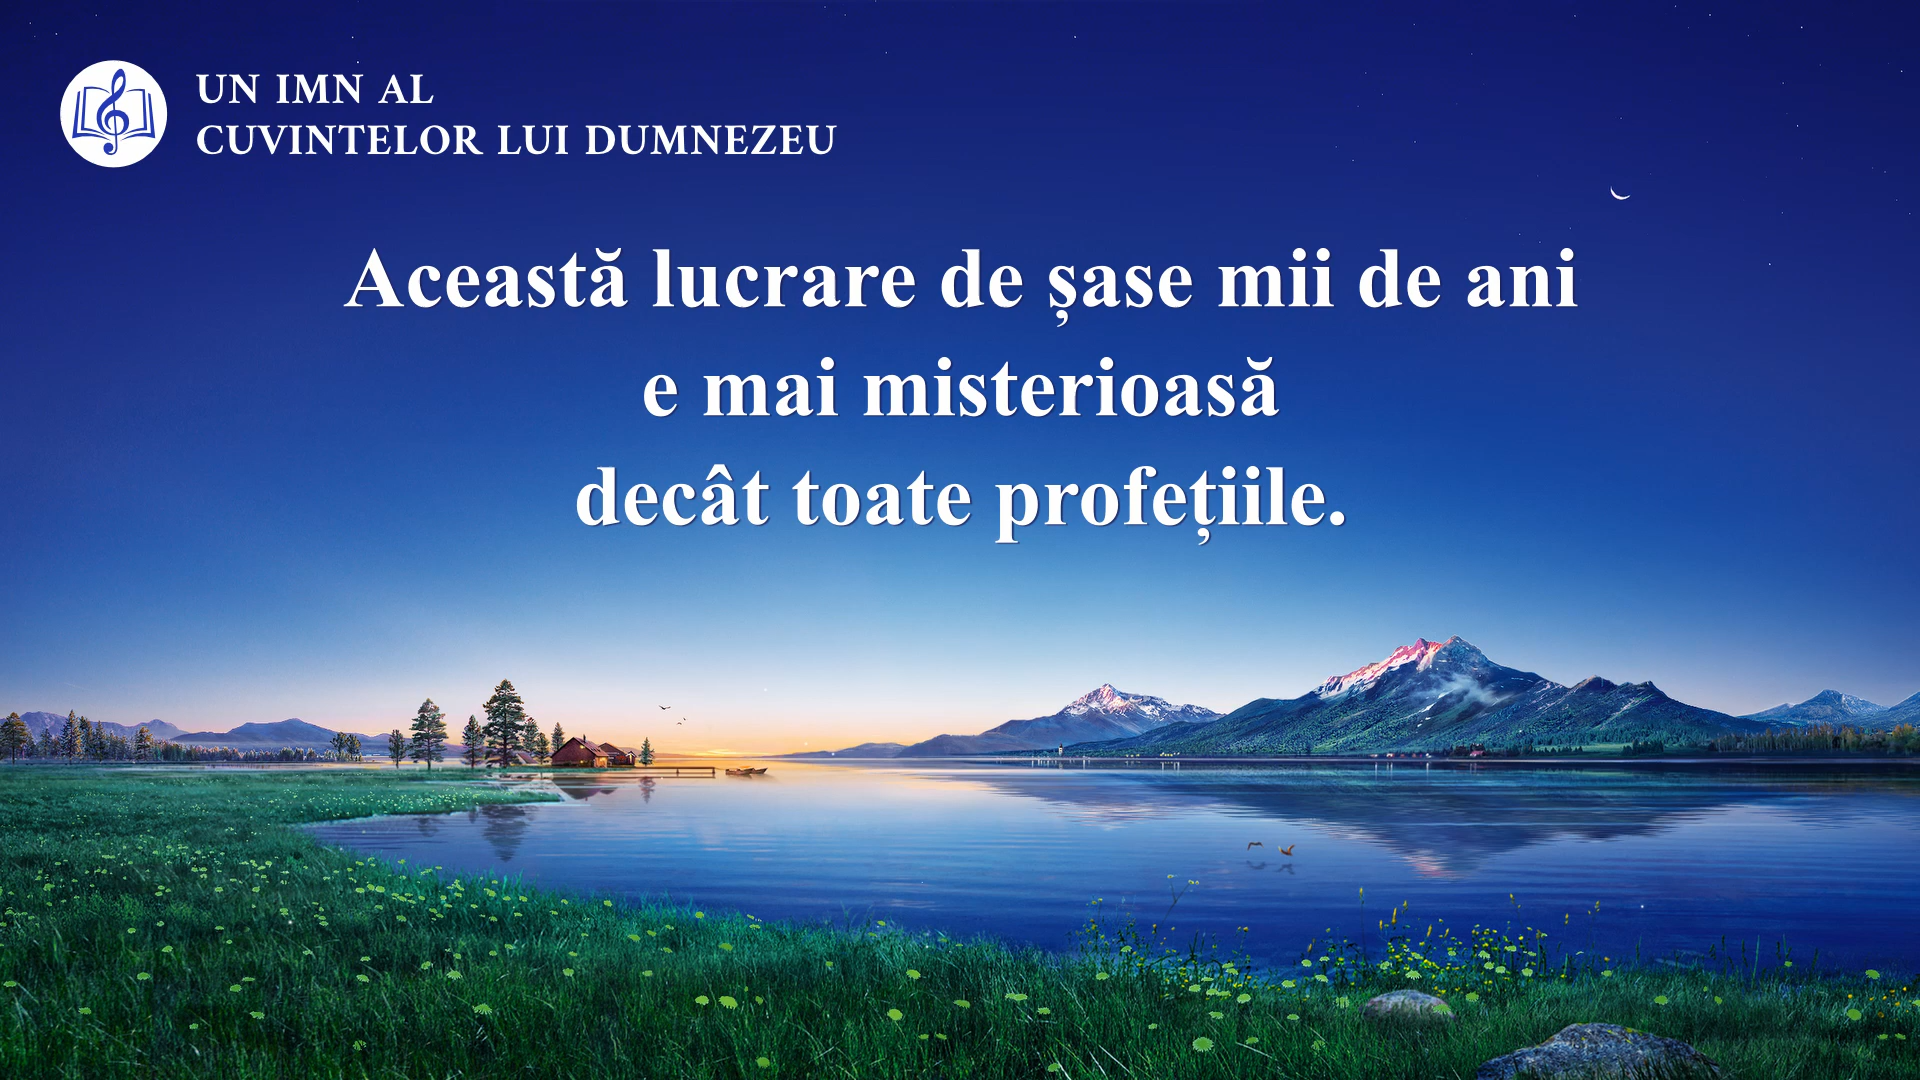 UN IMN AL
CUVINTELOR LUI DUMNEZEU
Această lucrare de șase mii de ani
e mai misterioasă
decât toate profețiile.